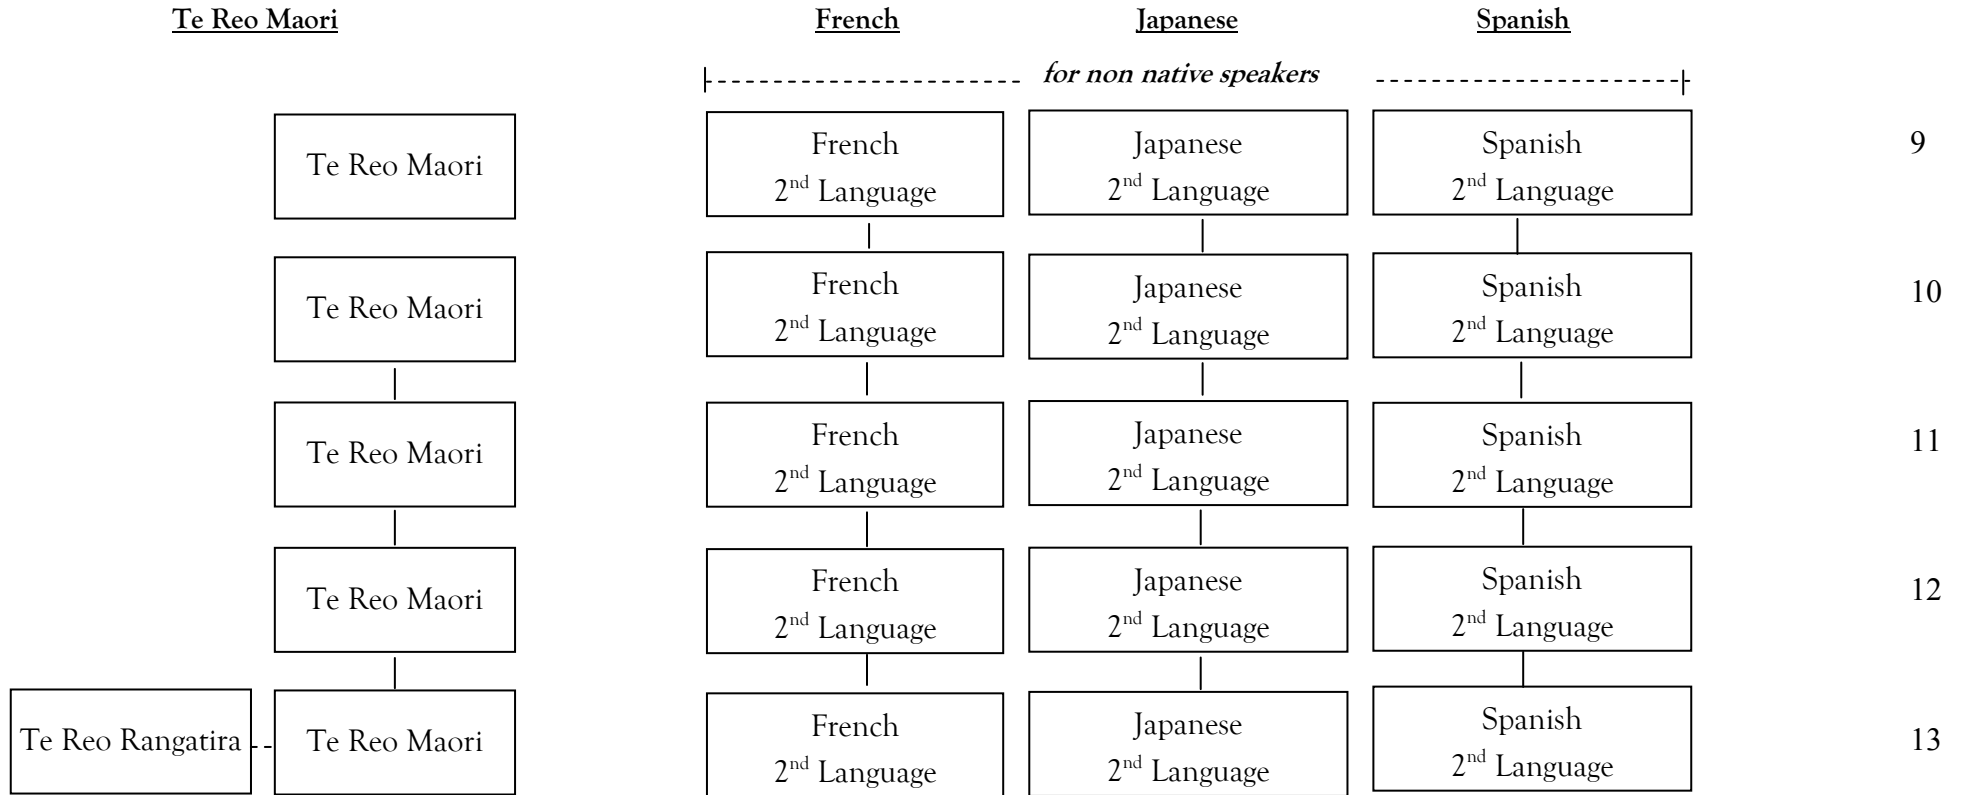 Te Reo Maori French Japanese Spanish
for non native speakers
Te Reo Maori
French
2nd Language
Japanese
2nd Language
Spanish
2nd Language
9
Te Reo Maori
French
2nd Language
Japanese
2nd Language
Spanish
2nd Language
10
Te Reo Maori
French
2nd Language
Japanese
2nd Language
Spanish
2nd Language
11
Te Reo Maori
French
2nd Language
Japanese
2nd Language
Spanish
2nd Language
12
Te Reo Rangatira
Te Reo Maori
French
2nd Language
Japanese
2nd Language
Spanish
2nd Language
13